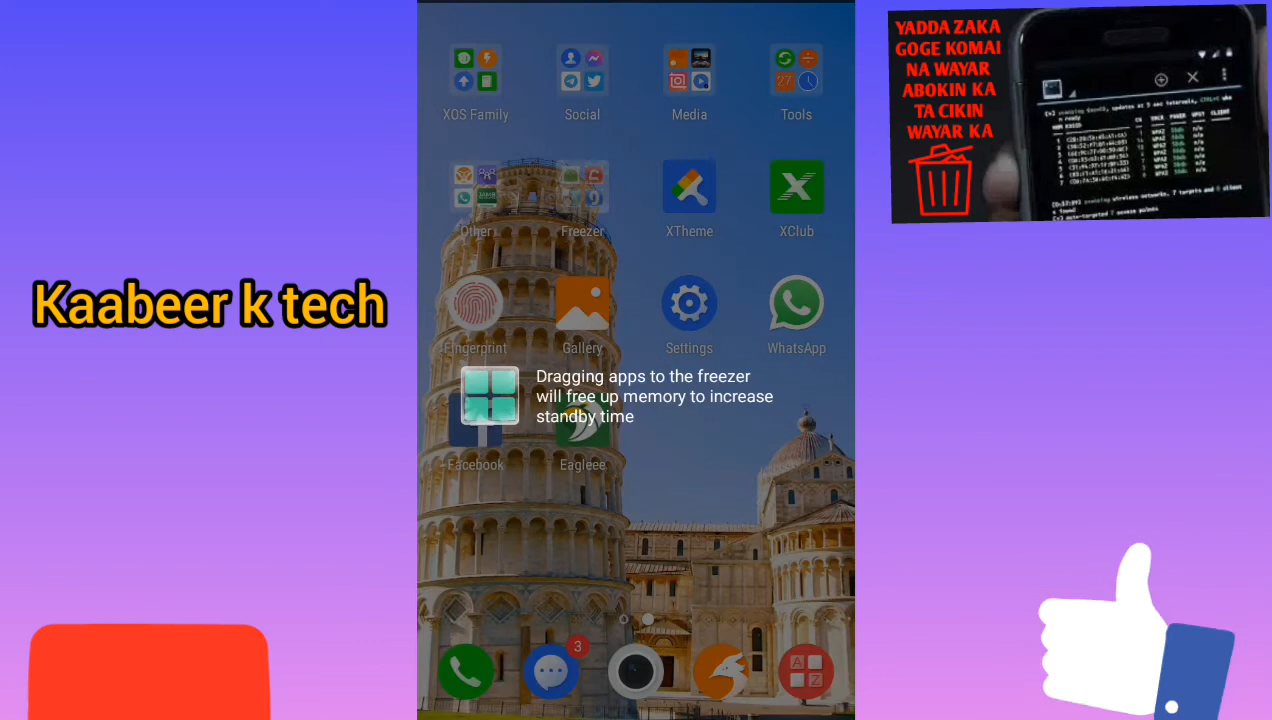 Kaabeer k tech
XOS Family
Social
Media
Tools
27
Other
Freezer
XTheme
XClub
Fingerprint
Gallery
Settings
WhatsApp
Dragging apps to the freezer
will free up memory to increase
standby time
Facebook
Eagleee
3
A
Z
YADDA ZAKA
GOGE KOMAI
NA WAYAR
ABOKIN KA
TA CIKIN
WAYAR KA